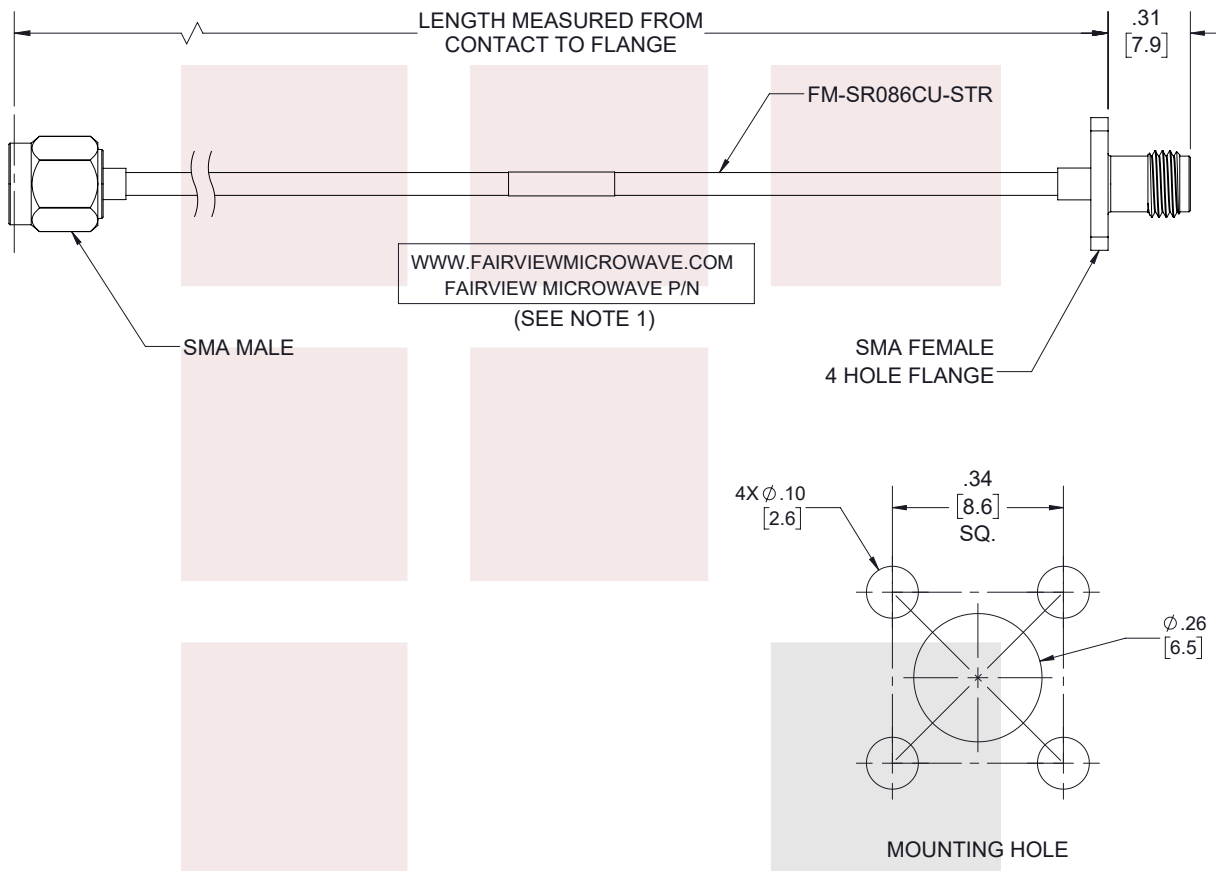 LENGTH MEASURED FROM
CONTACT TO FLANGE
.31
[7.9]
FM-SR086CU-STR
WWW.FAIRVIEWMICROWAVE.COM
FAIRVIEW MICROWAVE P/N
(SEE NOTE 1)
SMA MALE
SMA FEMALE
4 HOLE FLANGE
4X Ø.10
[2.6]
.34
[8.6]
SQ.
Ø.26
[6.5]
MOUNTING HOLE